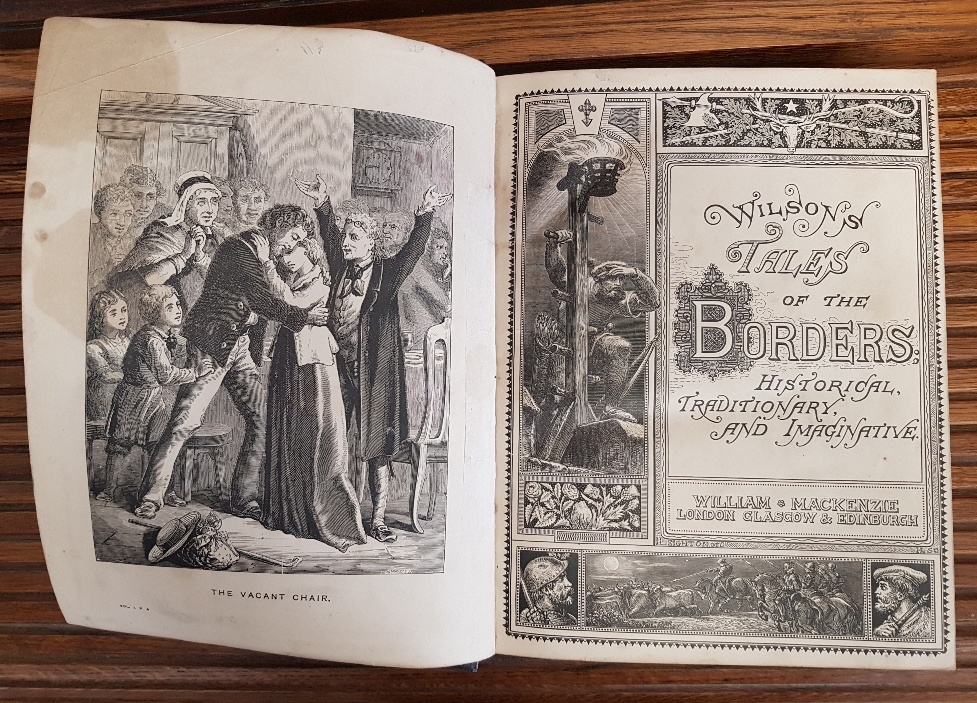 THE VACANT CHAIR.
WILSON'S
TALES
OF THE
BORDERS;
HISTORICAL,
TRADITIONARY,
AND IMAGINATIVE.
WILLIAM MACKENZIE
LONDON GLASGOW & EDINBURGH